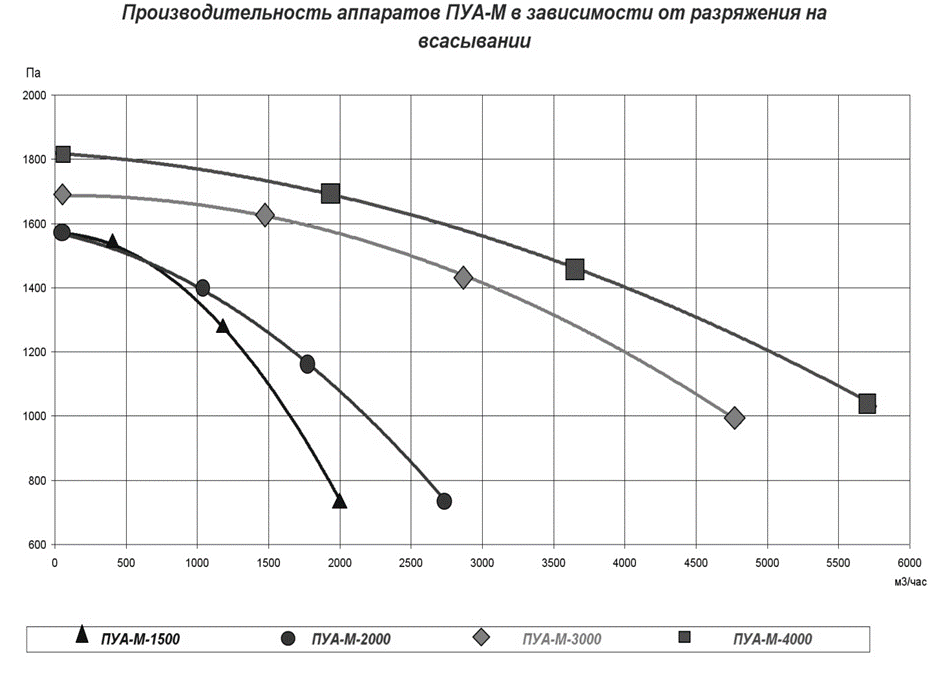 Производительность аппаратов ПУА-М в зависимости от разряжения на
всасывании
Па
2000
1800
1600
1400
1200
1000
800
600
0 500 1000 1500 2000 2500 3000 3500 4000 4500 5000 5500 6000
м3/час
ПУА-М-1500 ПУА-М-2000 ПУА-М-3000 ПУА-М-4000